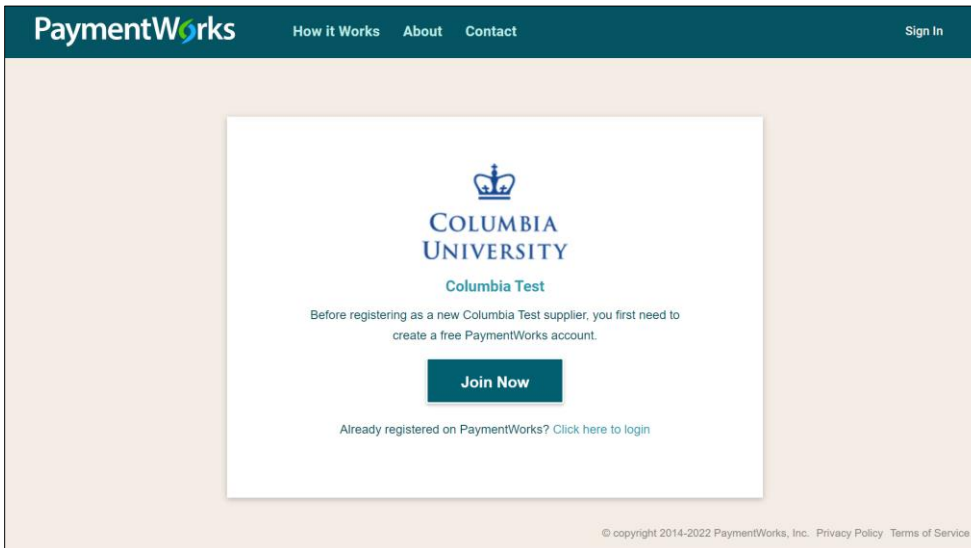 PaymentWorks How it Works About Contact Sign In
COLUMBIA
UNIVERSITY
Columbia Test
Before registering as a new Columbia Test supplier, you first need to
create a free PaymentWorks account.
Join Now
Already registered on PaymentWorks? Click here to login
© copyright 2014-2022 PaymentWorks, Inc. Privacy Policy Terms of Service